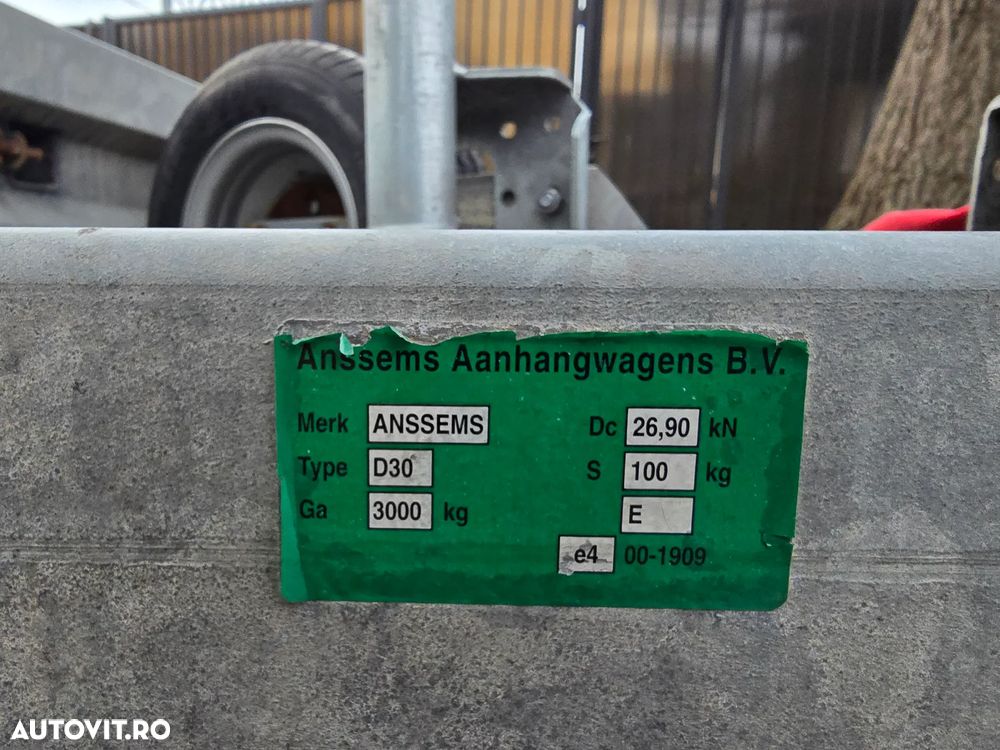 Anssems Aanhangwagens B.V.
Merk ANSSEMS Dc 26,90 kN
Type D30 S 100 kg
Ga 3000 kg E
e4 00-1909
AUTOVIT.RO